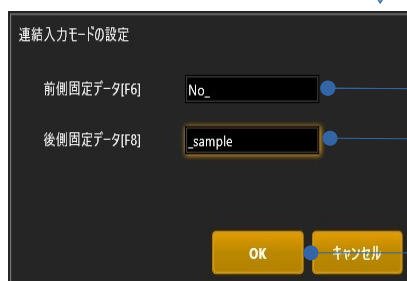 連結入力モードの設定
前側固定データ[F6]
No_
後側固定データ[F8]
_sample
OK
キャンセル